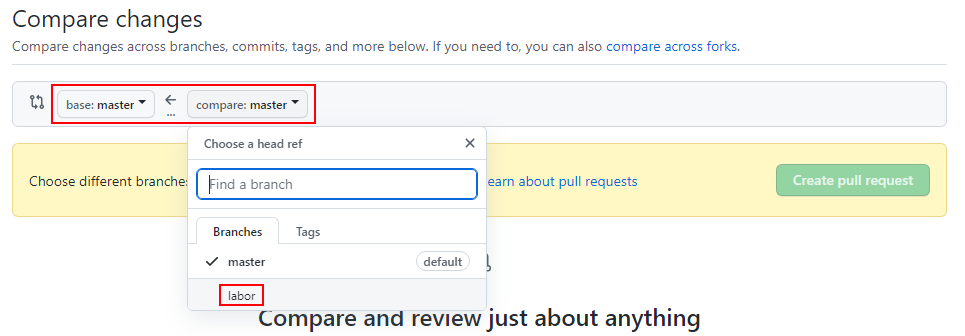 Compare changes
Compare changes across branches, commits, tags, and more below. If you need to, you can also compare across forks.
base: master
...
compare: master
Choose a head ref
Find a branch
Choose different branches
earn about pull requests
Create pull request
Branches
Tags
master
default
labor
Compare and review just about anything